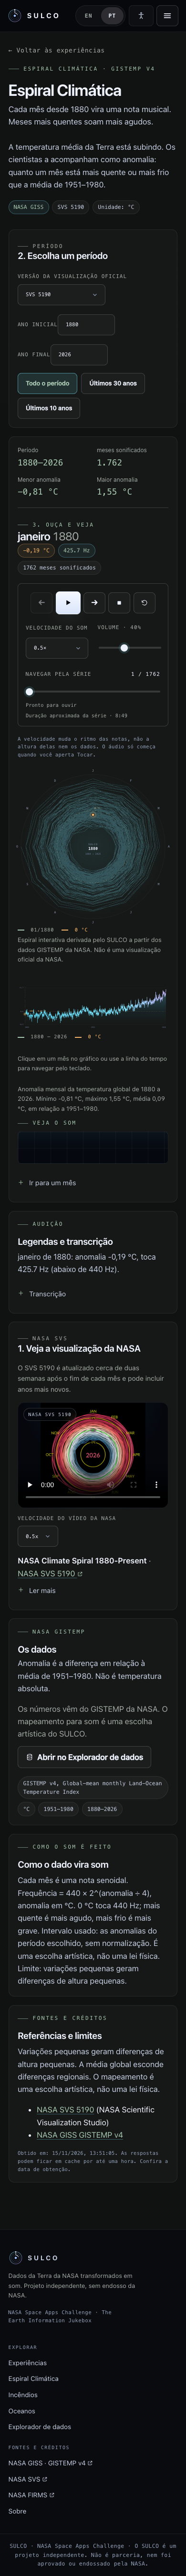 SULCO
EN PT
← Voltar às experiências
ESPIRAL CLIMÁTICA · GISTEMP V4
Espiral Climática
Cada mês desde 1880 vira uma nota musical.
Meses mais quentes soam mais agudos.
A temperatura média da Terra está subindo. Os
cientistas a acompanham como anomalia:
quanto um mês está mais quente ou mais frio
que a média de 1951–1980.
NASA GISS SVS 5190 Unidade: °C
PERÍODO
2. Escolha um período
VERSÃO DA VISUALIZAÇÃO OFICIAL
SVS 5190
ANO INICIAL 1880
ANO FINAL 2026
Todo o período Últimos 30 anos
Últimos 10 anos
Período meses sonificados
1880–2026 1.762
Menor anomalia Maior anomalia
−0,81 °C 1,55 °C
3. OUÇA E VEJA
janeiro 1880
−0,19 °C 425.7 Hz
1762 meses sonificados
VELOCIDADE DO SOM VOLUME · 40%
0.5×
NAVEGAR PELA SÉRIE 1 / 1762
Pronto para ouvir
Duração aproximada da série · 8:49
A velocidade muda o ritmo das notas, não a
altura delas nem os dados. O áudio só começa
quando você aperta Tocar.
1880
01/1880 0 °C
Espiral interativa derivada pelo SULCO a partir dos
dados GISTEMP da NASA. Não é uma visualização
oficial da NASA.
1880 – 2026 0 °C
Clique em um mês no gráfico ou use a linha do tempo
para navegar pelo teclado.
Anomalia mensal da temperatura global de 1880 a
2026. Mínimo −0,81 °C, máximo 1,55 °C, média 0,09
°C, em relação a 1951–1980.
VEJA O SOM
+ Ir para um mês
AUDIÇÃO
Legendas e transcrição
janeiro de 1880: anomalia -0,19 °C, toca
425.7 Hz (abaixo de 440 Hz).
+ Transcrição
NASA SVS
1. Veja a visualização da NASA
O SVS 5190 é atualizado cerca de duas
semanas após o fim de cada mês e pode incluir
anos mais novos.
NASA SVS 5190
JAN
2026
0:00
VELOCIDADE DO VÍDEO DA NASA
0.5×
NASA Climate Spiral 1880-Present ·
NASA SVS 5190
+ Ler mais
NASA GISTEMP
Os dados
Anomalia é a diferença em relação à
média de 1951–1980. Não é temperatura
absoluta.
Os números vêm do GISTEMP da NASA. O
mapeamento para som é uma escolha
artística do SULCO.
Abrir no Explorador de dados
GISTEMP v4, Global-mean monthly Land-Ocean
Temperature Index
°C 1951–1980 1880–2026
COMO O SOM É FEITO
Como o dado vira som
Cada mês é uma nota senoidal.
Frequência = 440 × 2^(anomalia ÷ 4),
anomalia em °C. 0 °C toca 440 Hz; mais
quente é mais agudo, mais frio é mais
grave. Intervalo usado: as anomalias do
período escolhido, sem normalização. É
uma escolha artística, não uma lei física.
Limite: variações pequenas geram
diferenças de altura pequenas.
FONTES E CRÉDITOS
Referências e limites
Variações pequenas geram diferenças de
altura pequenas. A média global esconde
diferenças regionais. O mapeamento é
uma escolha artística, não uma lei física.
• NASA SVS 5190 (NASA Scientific
Visualization Studio)
• NASA GISS GISTEMP v4
Obtido em: 15/11/2026, 13:51:05. As respostas
podem ficar em cache por até uma hora. Confira a
data de obtenção.
SULCO
Dados da Terra da NASA transformados em
som. Projeto independente, sem endosso da
NASA.
NASA Space Apps Challenge · The
Earth Information Jukebox
EXPLORAR
Experiências
Espiral Climática
Incêndios
Oceanos
Explorador de dados
FONTES E CRÉDITOS
NASA GISS · GISTEMP v4
NASA SVS
NASA FIRMS
Sobre
SULCO · NASA Space Apps Challenge · O SULCO é um
projeto independente. Não é parceria, nem foi
aprovado ou endossado pela NASA.